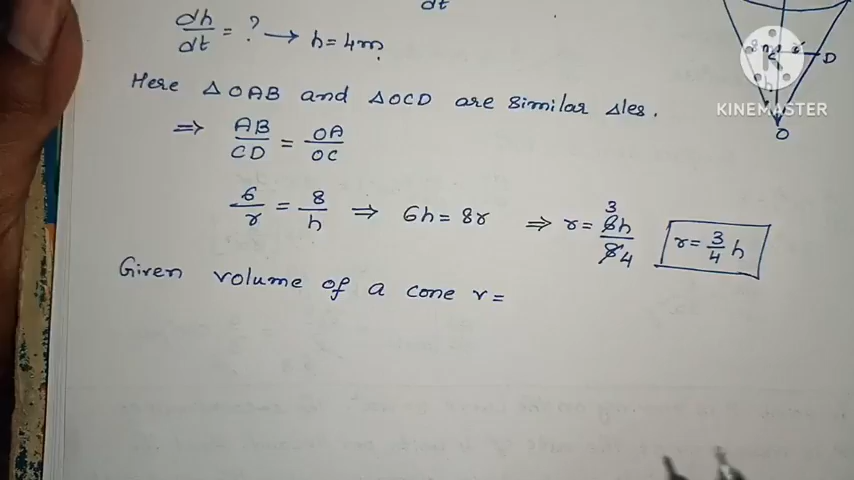 dt
dh/dt = ? → h = 4m.
D
KINEMASTER
O
Here ΔOAB and ΔOCD are similar Δles.
⇒ AB/CD = OA/OC
6/r = 8/h ⇒ 6h = 8r ⇒ r = 6h/8 3 4 r = 3/4 h
Given volume of a cone r =